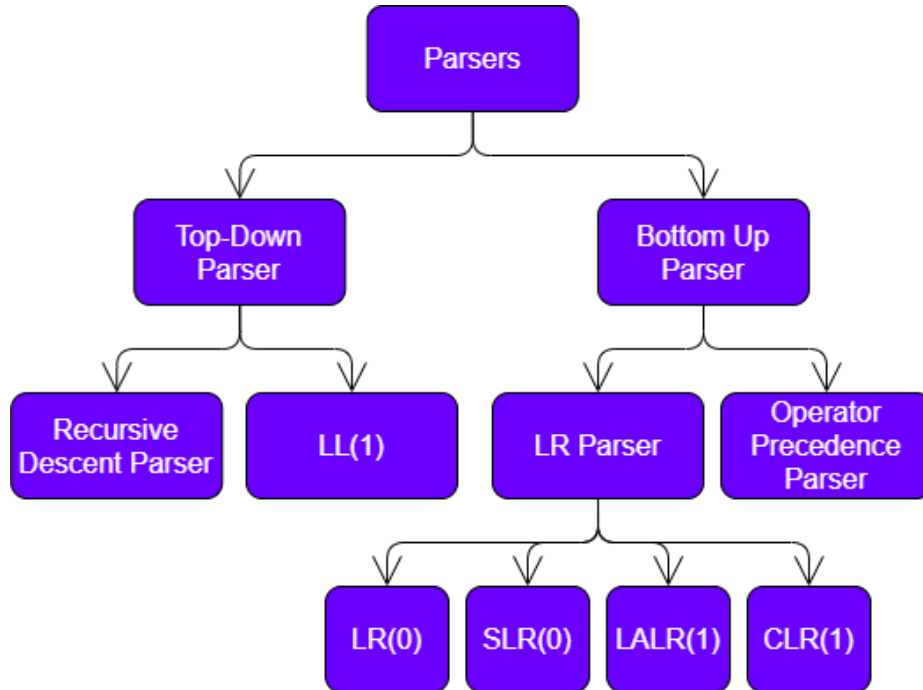 Parsers
Top-Down
Parser
Bottom Up
Parser
Recursive
Descent Parser
LL(1)
LR Parser
Operator
Precedence
Parser
LR(0)
SLR(0)
LALR(1)
CLR(1)